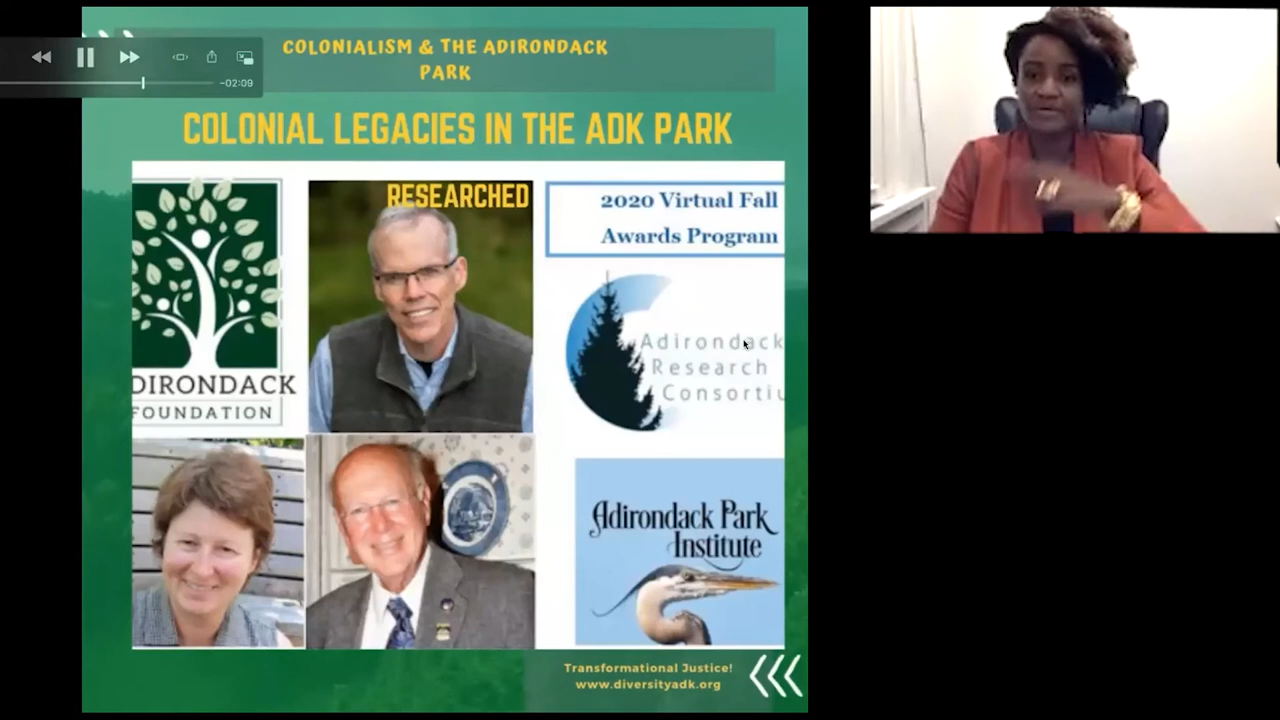 COLONIALISM & THE ADIRONDACK
PARK
-02:09
COLONIAL LEGACIES IN THE ADK PARK
RESEARCHED
2020 Virtual Fall
Awards Program
DIRONDACK
FOUNDATION
Adirondack
Research
Consortiu
Adirondack Park
Institute
Transformational Justice!
www.diversityadk.org